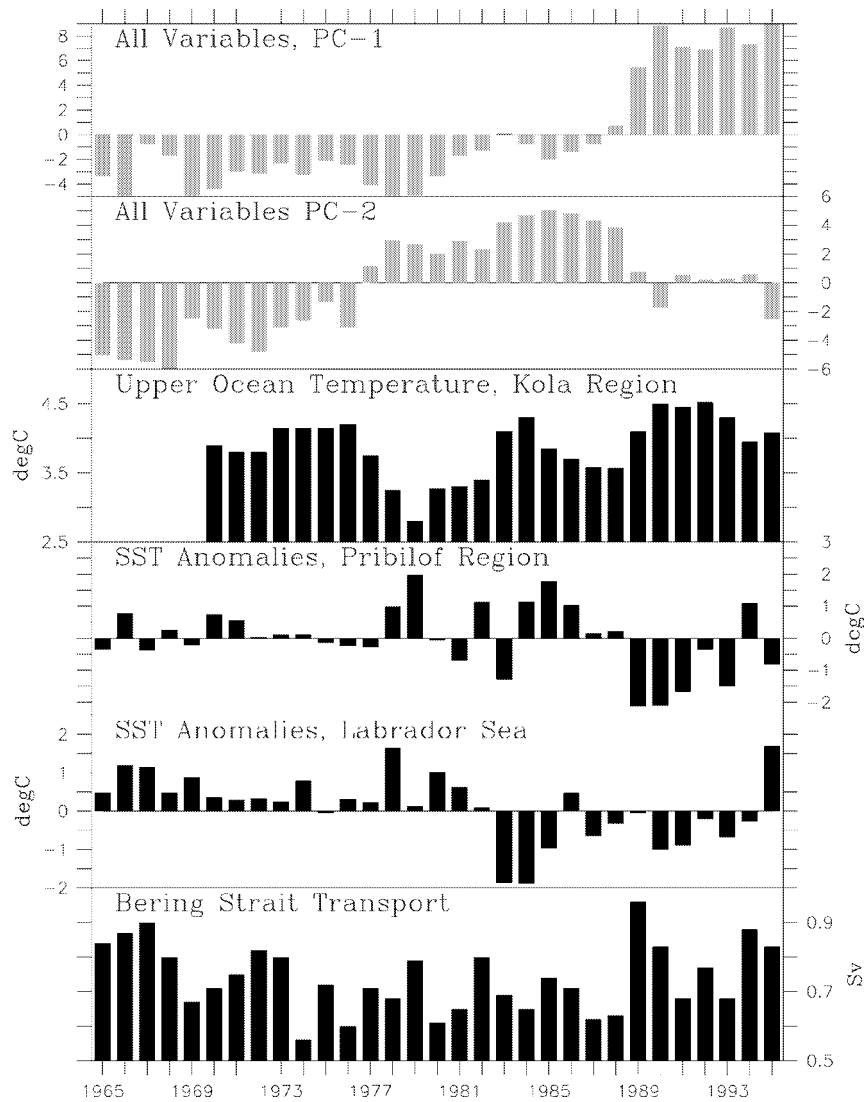 All Variables, PC-1
8
6
4
2
0
-2
-4
All Variables PC-2
6
4
2
0
-2
-4
-6
Upper Ocean Temperature, Kola Region
4.5
3.5
2.5
degC
SST Anomalies, Pribilof Region
3
2
1
0
-1
-2
degC
SST Anomalies, Labrador Sea
2
1
0
-1
-2
degC
Bering Strait Transport
0.9
0.7
0.5
Sv
1965 1969 1973 1977 1981 1985 1989 1993